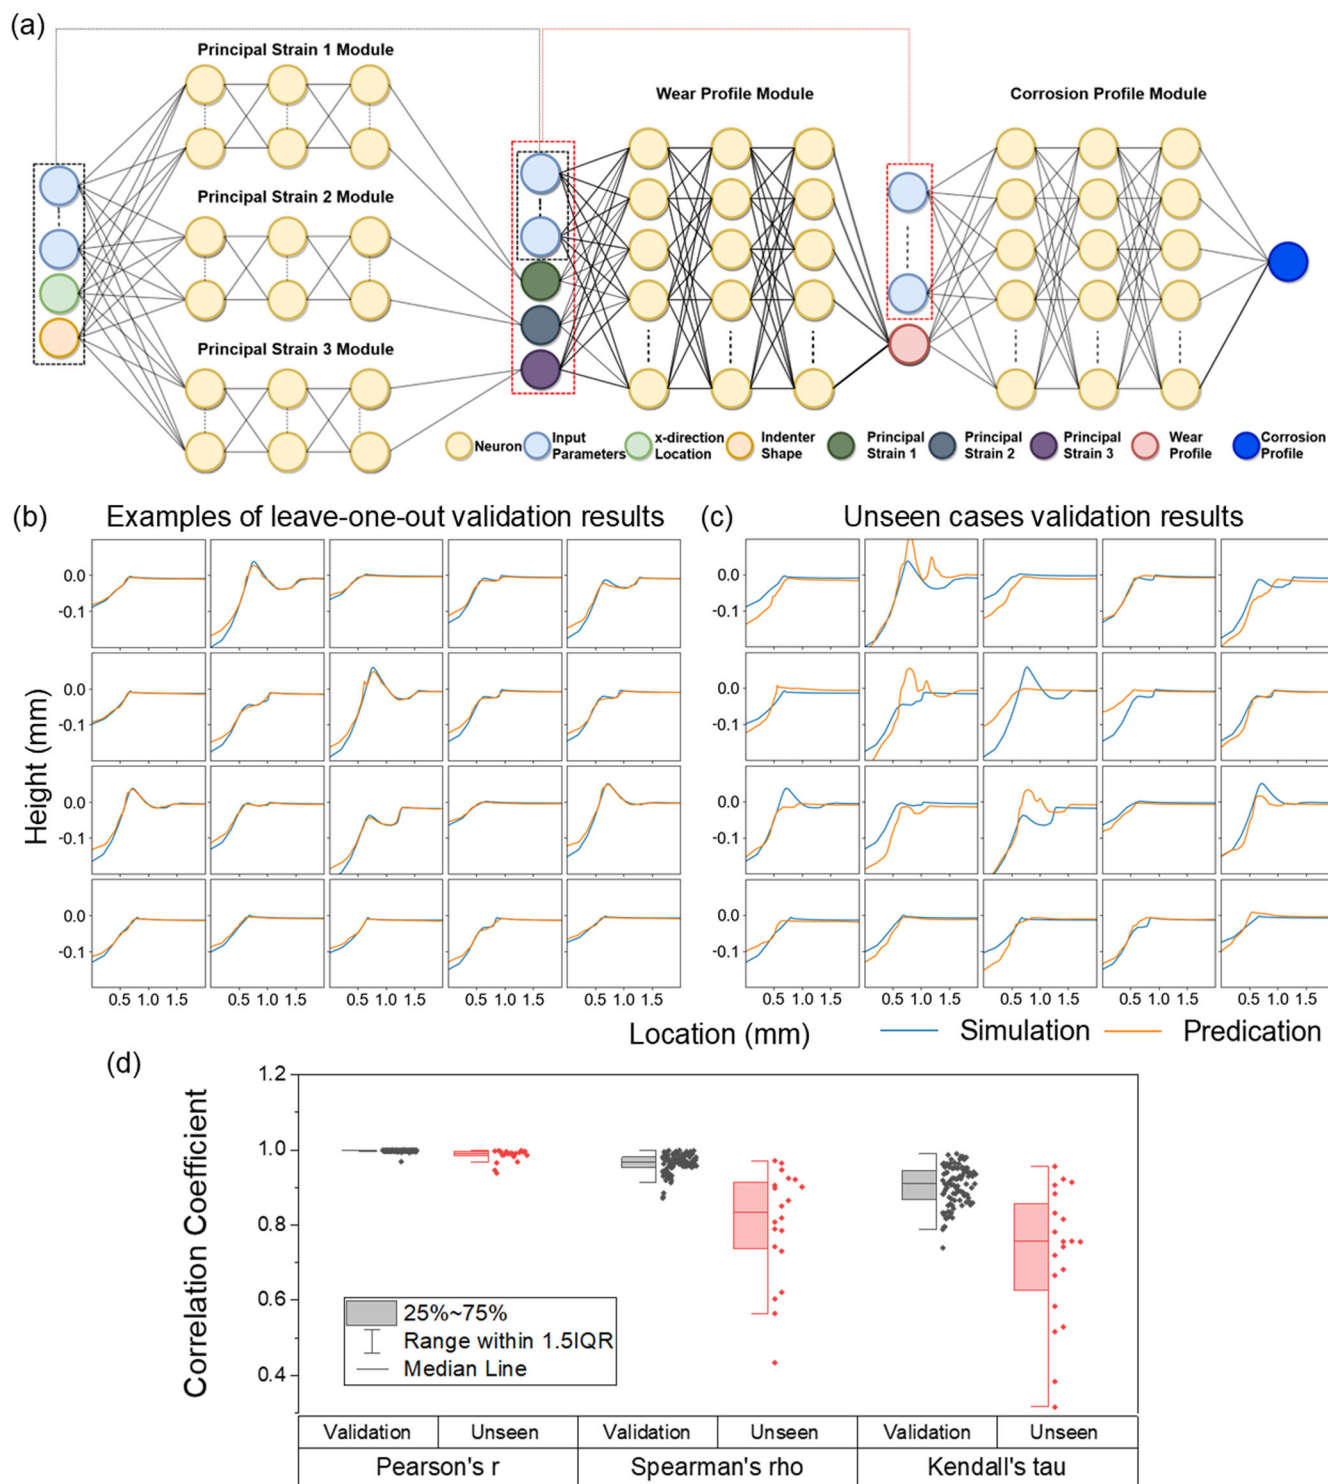 (a)
Principal Strain 1 Module
Wear Profile Module
Corrosion Profile Module
Principal Strain 2 Module
Principal Strain 3 Module
Neuron
Input
Parameters
x-direction
Location
Indenter
Shape
Principal
Strain 1
Principal
Strain 2
Principal
Strain 3
Wear
Profile
Corrosion
Profile
(b) Examples of leave-one-out validation results
(c) Unseen cases validation results
Height (mm)
0.0
-0.1
0.0
-0.1
0.0
-0.1
0.0
-0.1
0.5 1.0 1.5
0.5 1.0 1.5
0.5 1.0 1.5
0.5 1.0 1.5
0.5 1.0 1.5
0.0
-0.1
0.0
-0.1
0.0
-0.1
0.0
-0.1
0.5 1.0 1.5
0.5 1.0 1.5
0.5 1.0 1.5
0.5 1.0 1.5
0.5 1.0 1.5
Location (mm)
Simulation
Predication
(d)
Correlation Coefficient
1.2
1.0
0.8
0.6
0.4
25%~75%
Range within 1.5IQR
Median Line
Validation Unseen Validation Unseen Validation Unseen
Pearson's r Spearman's rho Kendall's tau